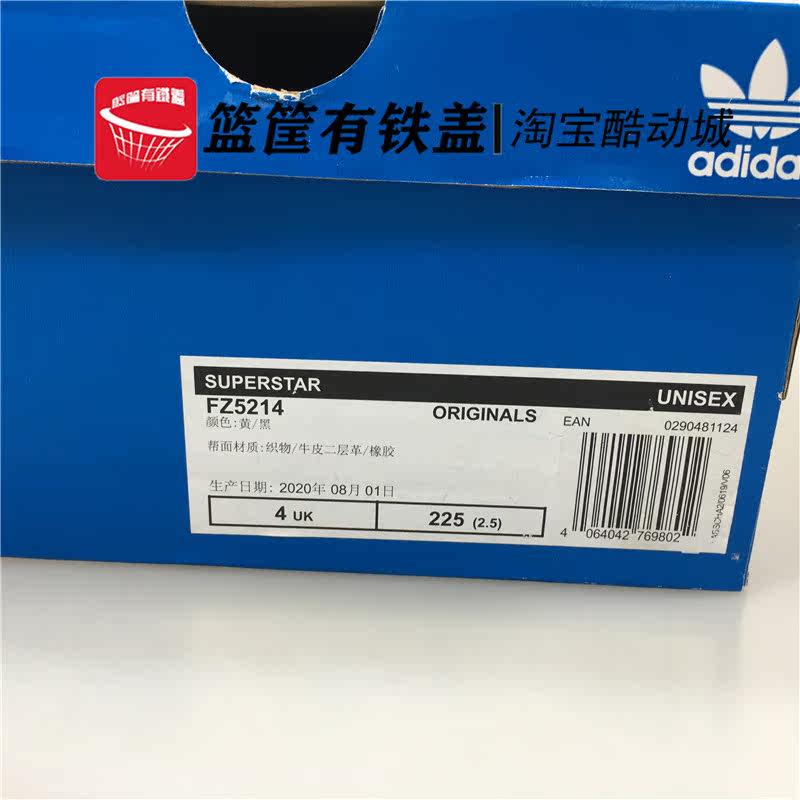 篮筐有铁盖
篮筐有铁盖|淘宝酷动城
adidas
SUPERSTAR
UNISEX
FZ5214
ORIGINALS
颜色:黄/黑
EAN 0290481124
帮面材质:织物/牛皮二层革/橡胶
生产日期: 2020年 08月 01日
4 UK 225 (2.5)
4 064042 769802